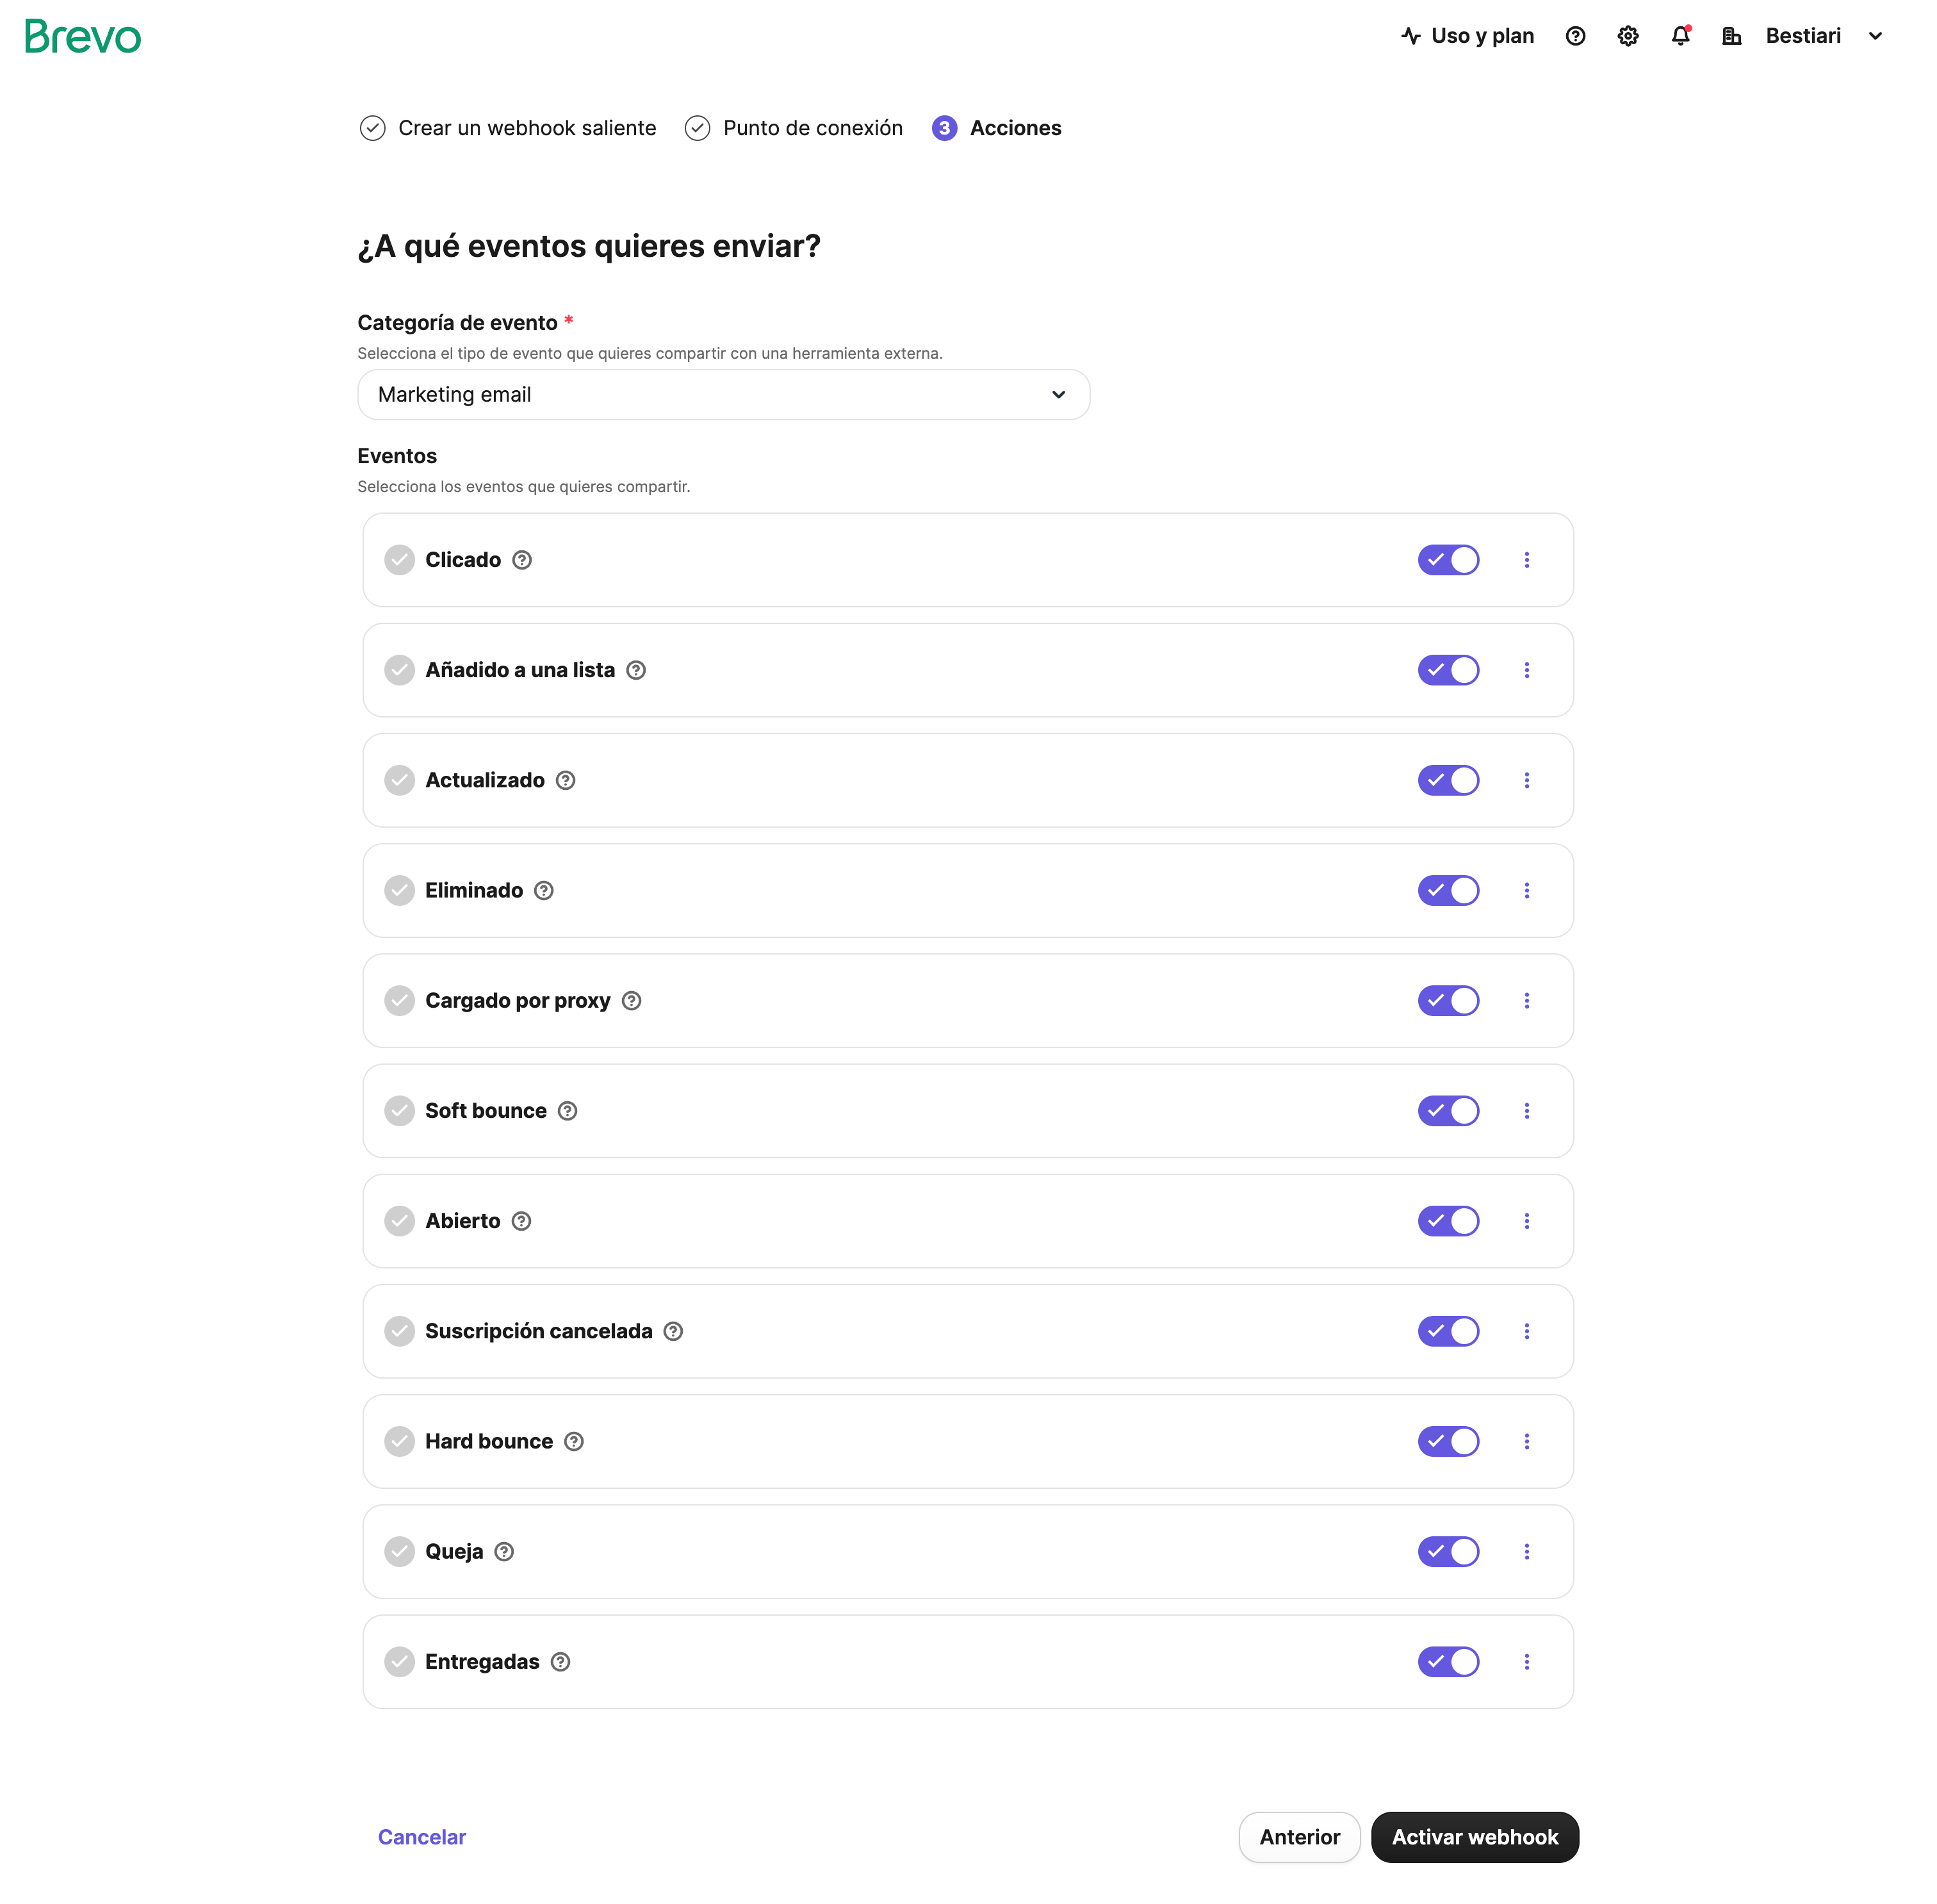 Brevo
Uso y plan
Bestiari
Crear un webhook saliente
Punto de conexión
3 Acciones
¿A qué eventos quieres enviar?
Categoría de evento *
Selecciona el tipo de evento que quieres compartir con una herramienta externa.
Marketing email
Eventos
Selecciona los eventos que quieres compartir.
Clicado
Añadido a una lista
Actualizado
Eliminado
Cargado por proxy
Soft bounce
Abierto
Suscripción cancelada
Hard bounce
Queja
Entregadas
Cancelar
Anterior
Activar webhook